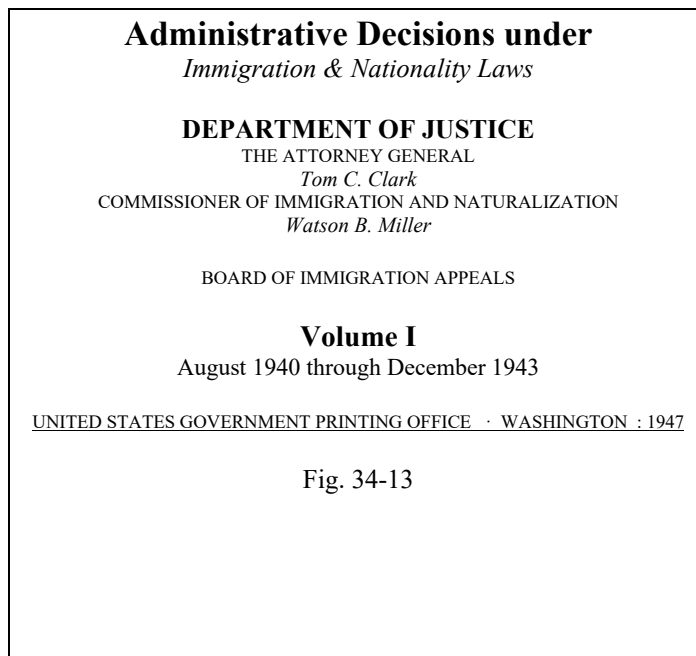 Administrative Decisions under
Immigration & Nationality Laws
DEPARTMENT OF JUSTICE
THE ATTORNEY GENERAL
Tom C. Clark
COMMISSIONER OF IMMIGRATION AND NATURALIZATION
Watson B. Miller
BOARD OF IMMIGRATION APPEALS
Volume I
August 1940 through December 1943
UNITED STATES GOVERNMENT PRINTING OFFICE · WASHINGTON : 1947
Fig. 34-13